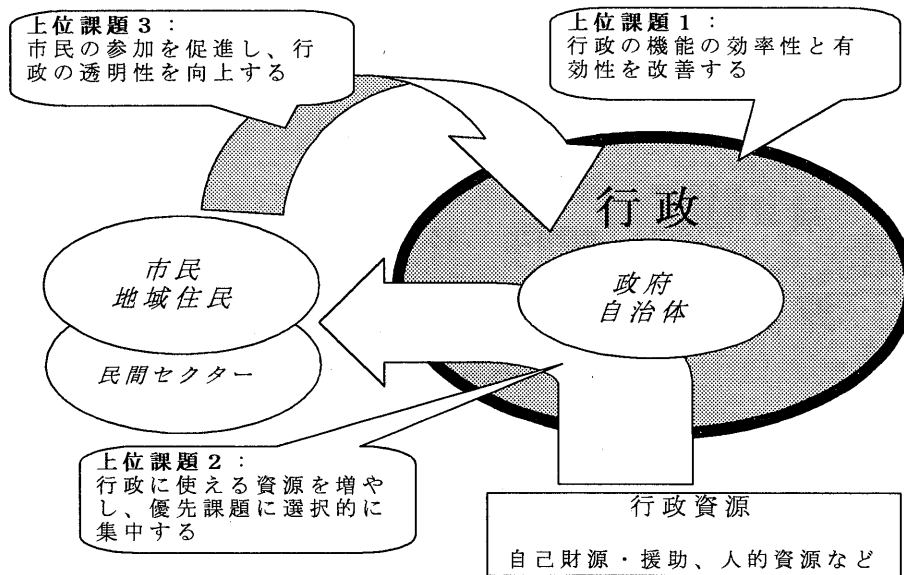 上位課題3：
市民の参加を促進し、行
政の透明性を向上する
上位課題1：
行政の機能の効率性と有
効性を改善する
行政
市民
地域住民
政府
自治体
民間セクター
上位課題2：
行政に使える資源を増や
し、優先課題に選択的に
集中する
行政資源
自己財源・援助、人的資源など